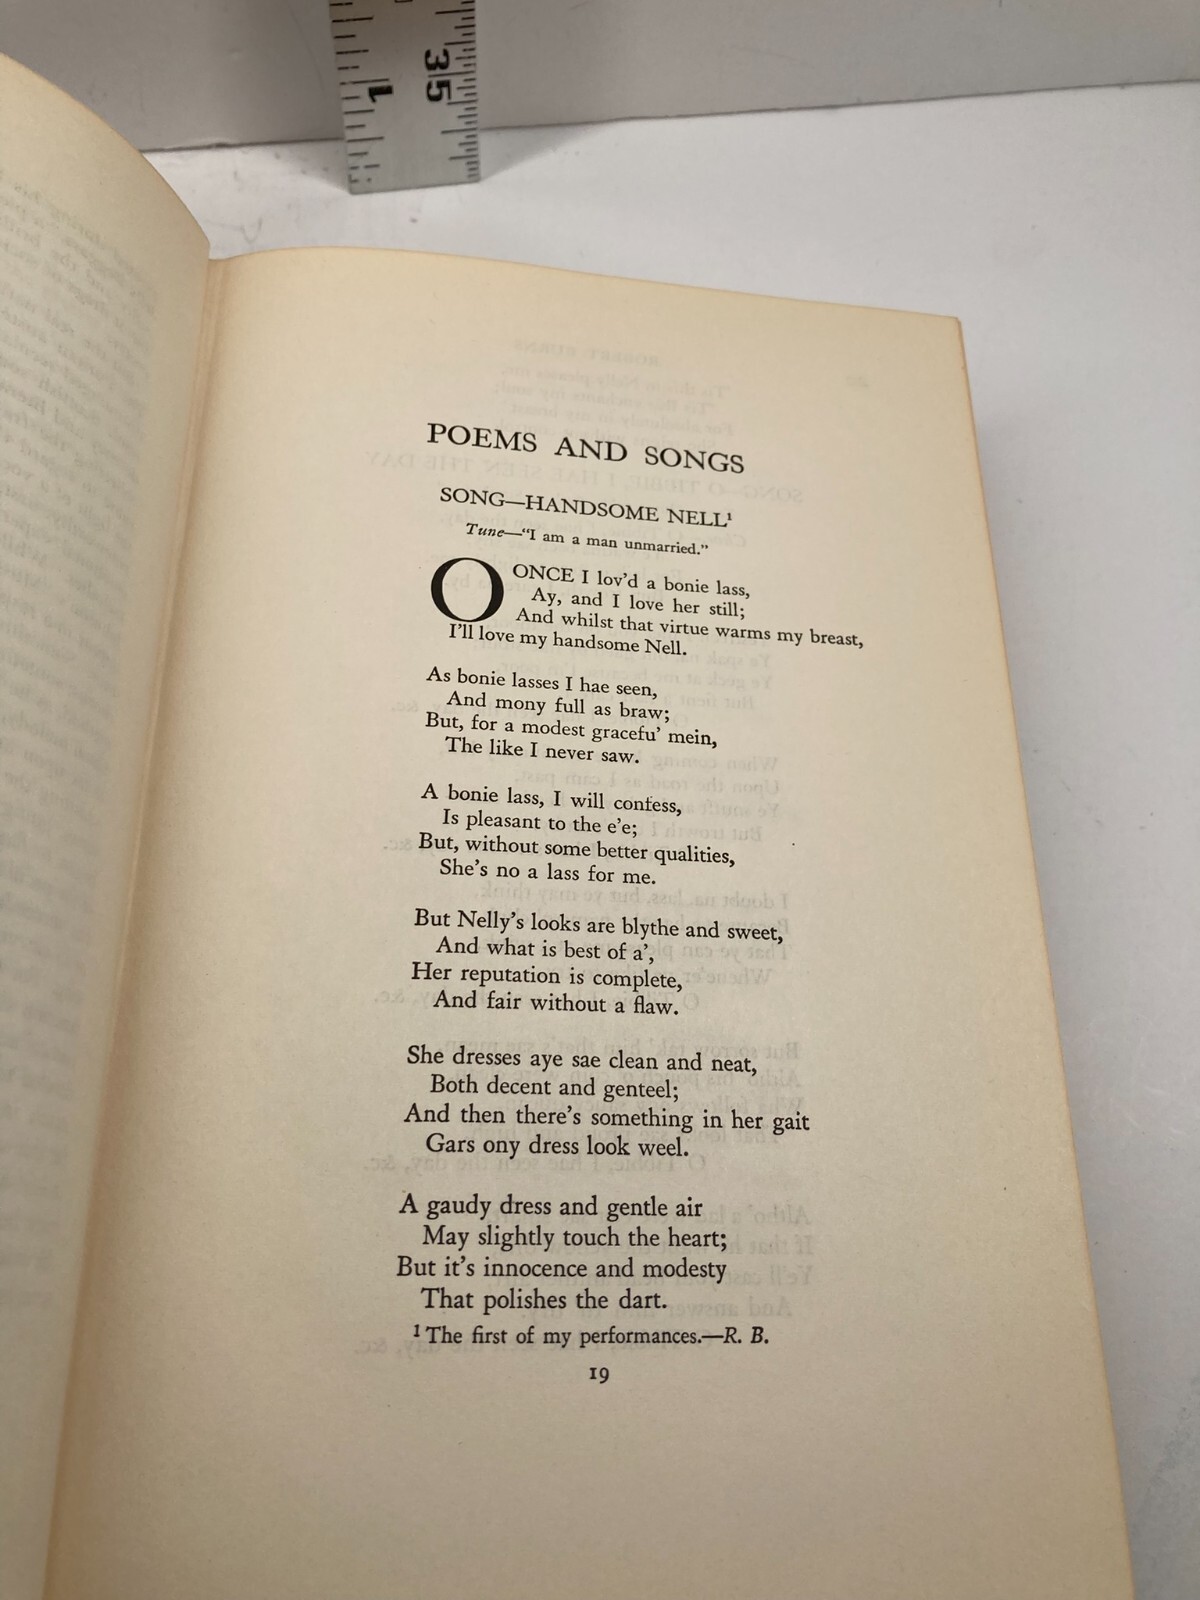 1
35
POEMS AND SONGS
SONG—HANDSOME NELL¹
Tune—"I am a man unmarried."
O ONCE I lov'd a bonie lass,
Ay, and I love her still;
And whilst that virtue warms my breast,
I'll love my handsome Nell.
As bonie lasses I hae seen,
And mony full as braw;
But, for a modest gracefu' mein,
The like I never saw.
A bonie lass, I will confess,
Is pleasant to the e'e;
But, without some better qualities,
She's no a lass for me.
But Nelly's looks are blythe and sweet,
And what is best of a',
Her reputation is complete,
And fair without a flaw.
She dresses aye sae clean and neat,
Both decent and genteel;
And then there's something in her gait
Gars ony dress look weel.
A gaudy dress and gentle air
May slightly touch the heart;
But it's innocence and modesty
That polishes the dart.
¹ The first of my performances.—R. B.
19